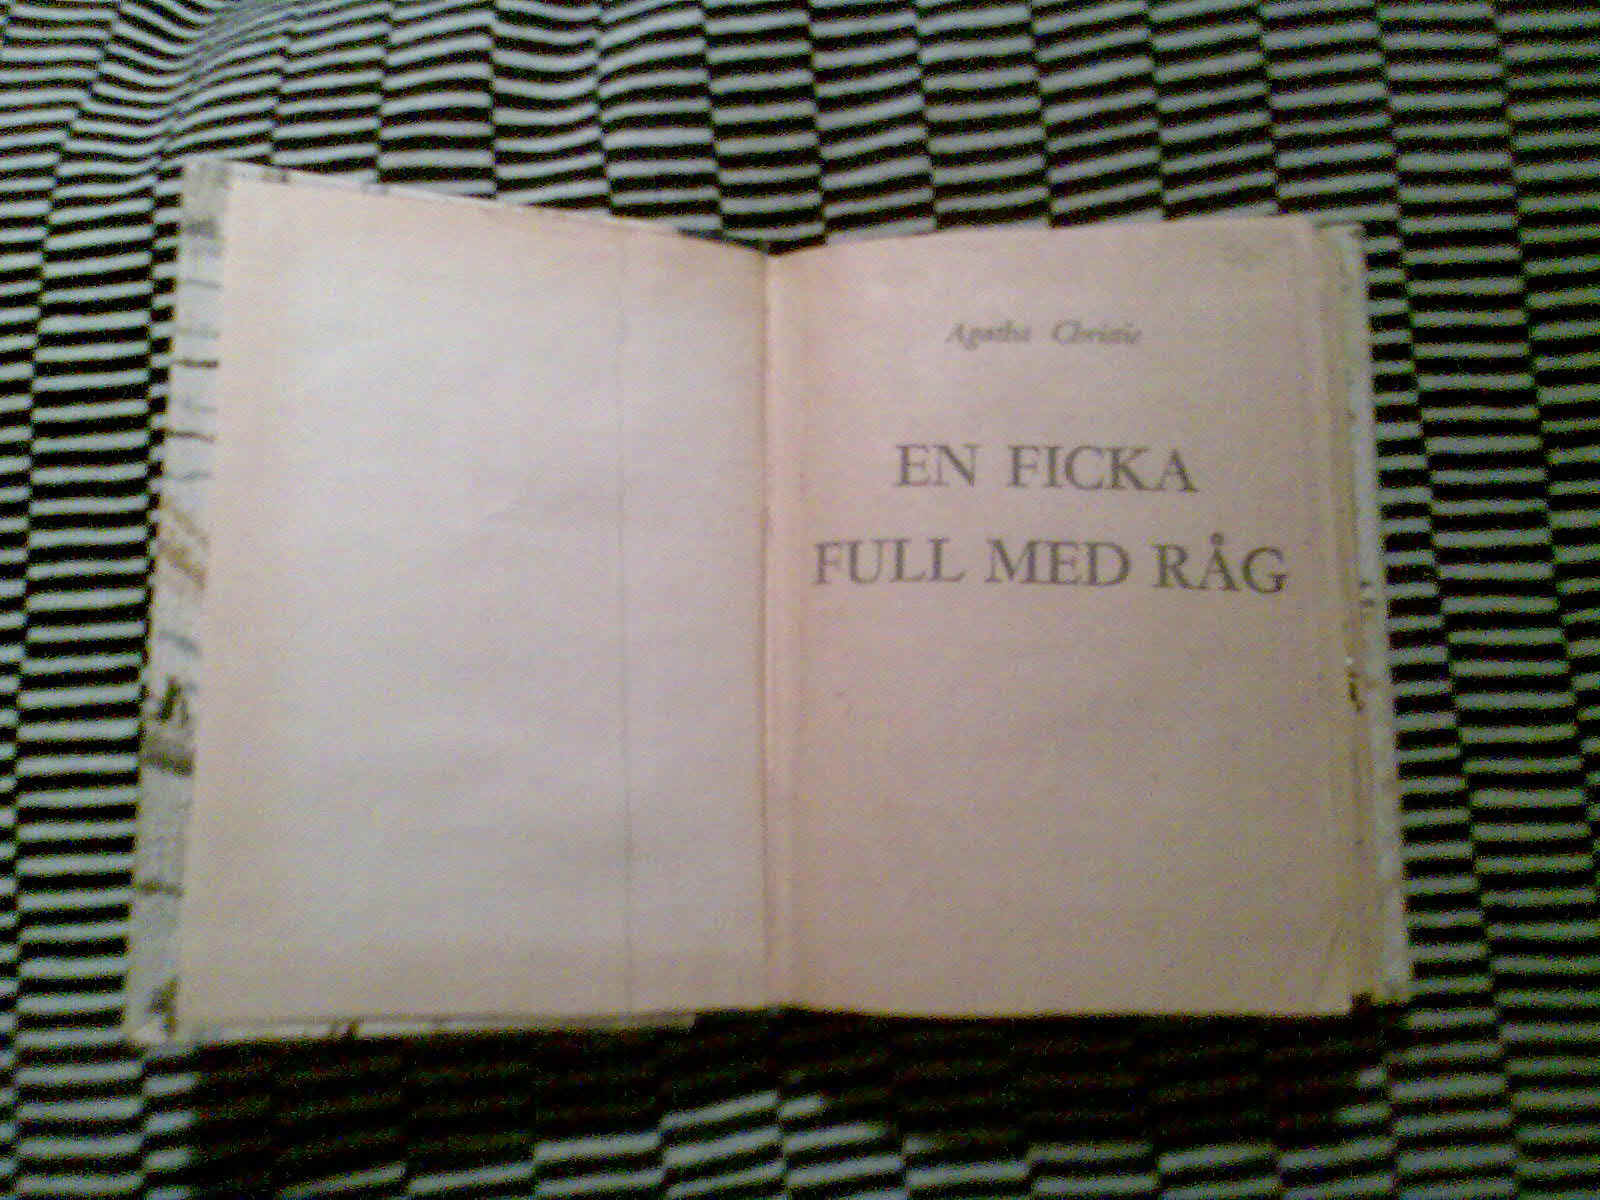 Agatha Christie
EN FICKA
FULL MED RÅG